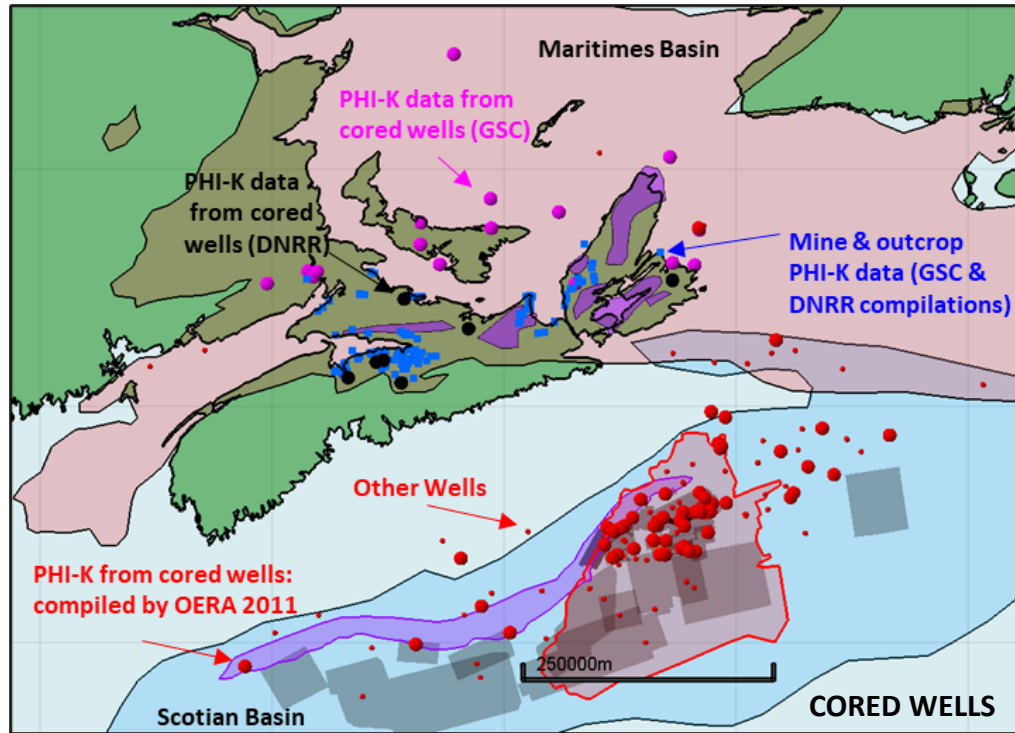 Maritimes Basin
PHI-K data from
cored wells (GSC)
PHI-K data
from cored
wells (DNRR)
Mine & outcrop
PHI-K data (GSC &
DNRR compilations)
Other Wells
PHI-K from cored wells:
compiled by OERA 2011
250000m
Scotian Basin
CORED WELLS